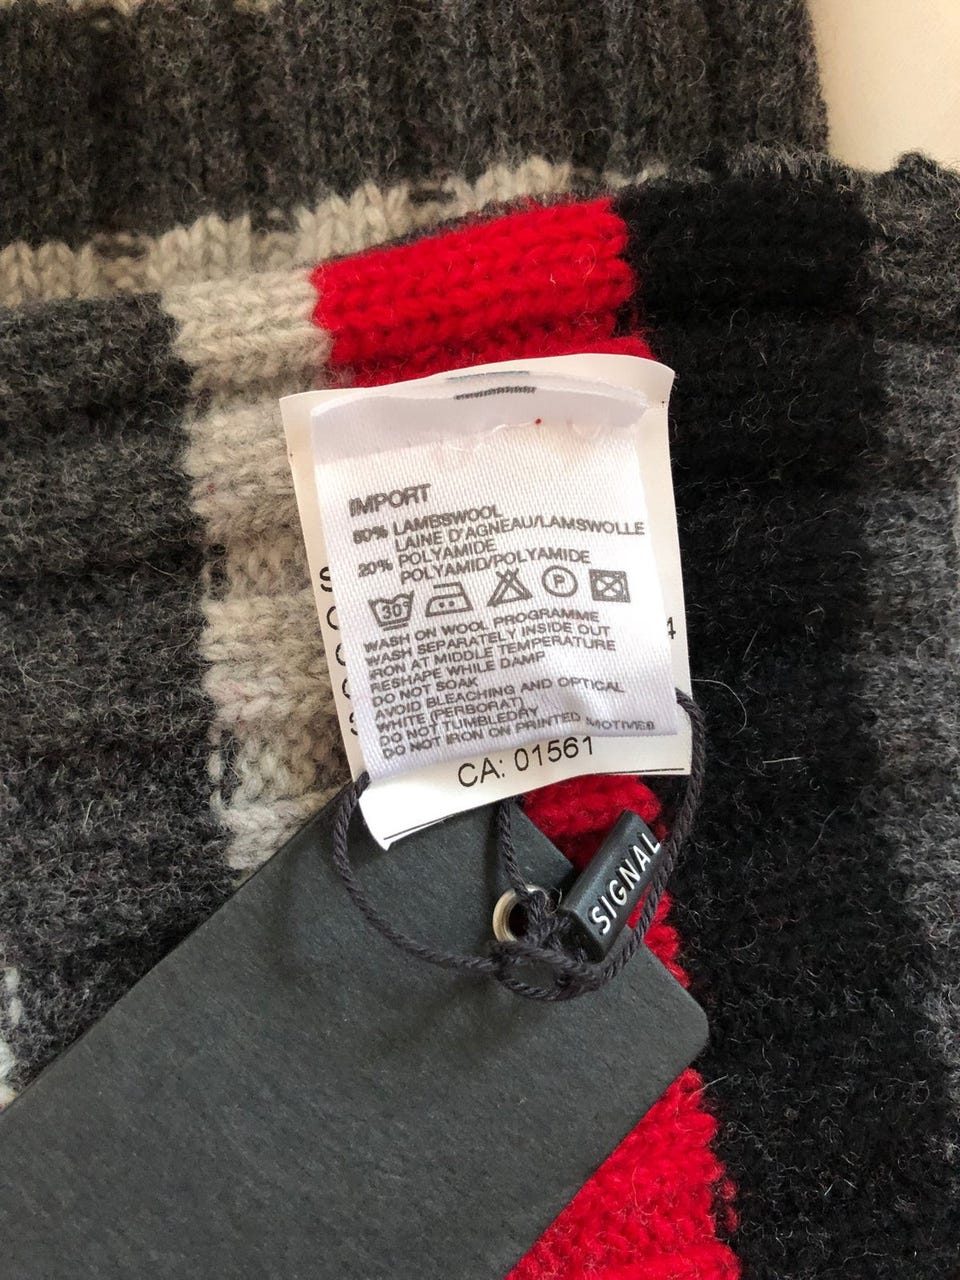 IMPORT
80% LAMBSWOOL
LAINE D'AGNEAU/LAMSWOLLE
20% POLYAMIDE
POLYAMID/POLYAMIDE
30° P
WASH ON WOOL PROGRAMME
WASH SEPARATELY INSIDE OUT
IRON AT MIDDLE TEMPERATURE
RESHAPE WHILE DAMP
DO NOT SOAK
AVOID BLEACHING AND OPTICAL
WHITE (PERBORAT)
DO NOT TUMBLEDRY
DO NOT IRON ON PRINTED MOTIVES
CA: 01561
SIGNAL